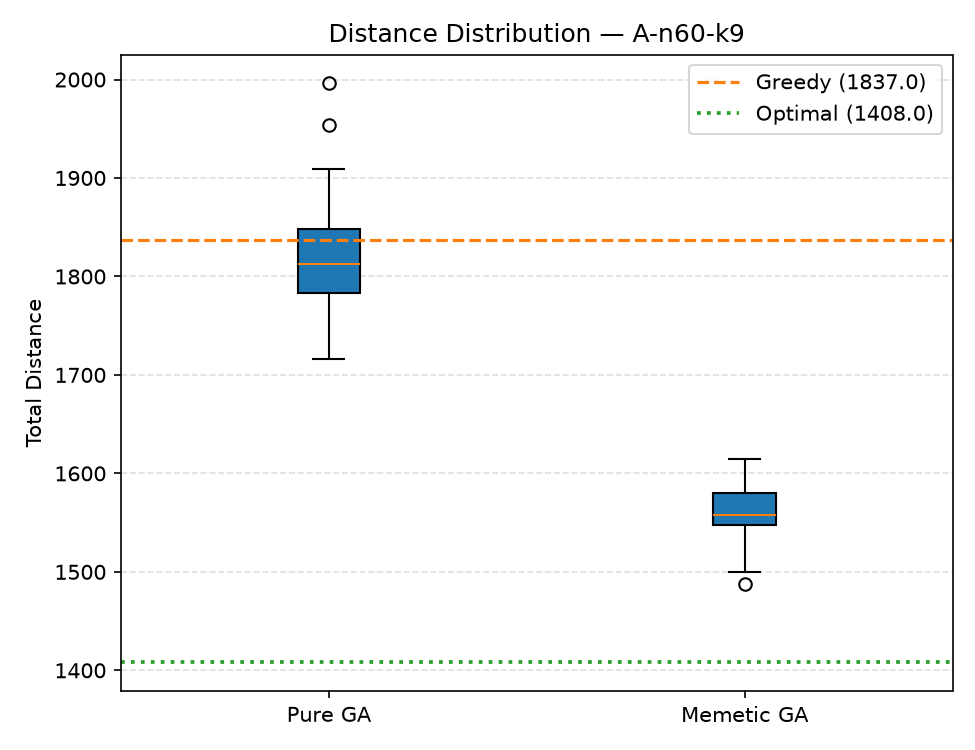 Distance Distribution — A-n60-k9
Greedy (1837.0)
Optimal (1408.0)
Total Distance
2000
1900
1800
1700
1600
1500
1400
Pure GA
Memetic GA